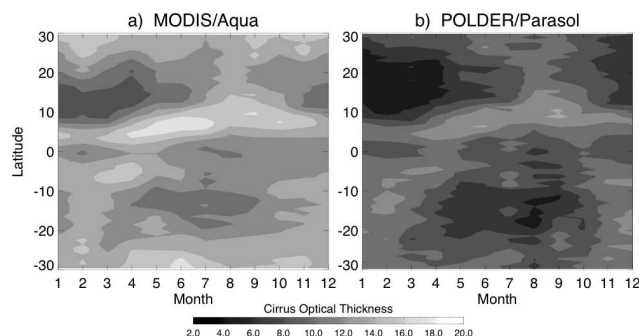 a) MODIS/Aqua
b) POLDER/Parasol
30
20
10
0
-10
-20
-30
Latitude
30
20
10
0
-10
-20
-30
1 2 3 4 5 6 7 8 9 10 11 12
Month
1 2 3 4 5 6 7 8 9 10 11 12
Month
Cirrus Optical Thickness
2.0 4.0 6.0 8.0 10.0 12.0 14.0 16.0 18.0 20.0